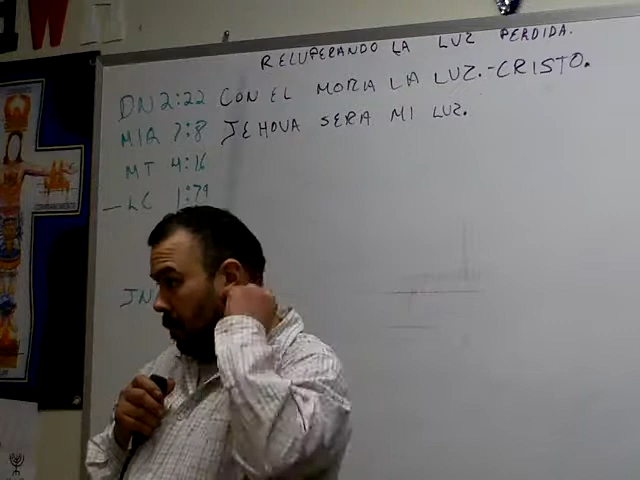 RECUPERANDO LA LUZ PERDIDA.
DN 2:22 CON EL MORA LA LUZ.-CRISTO.
MIQ 7:8 JEHOVA SERA MI LUZ.
MT 4:16
- LC 1:79
JN